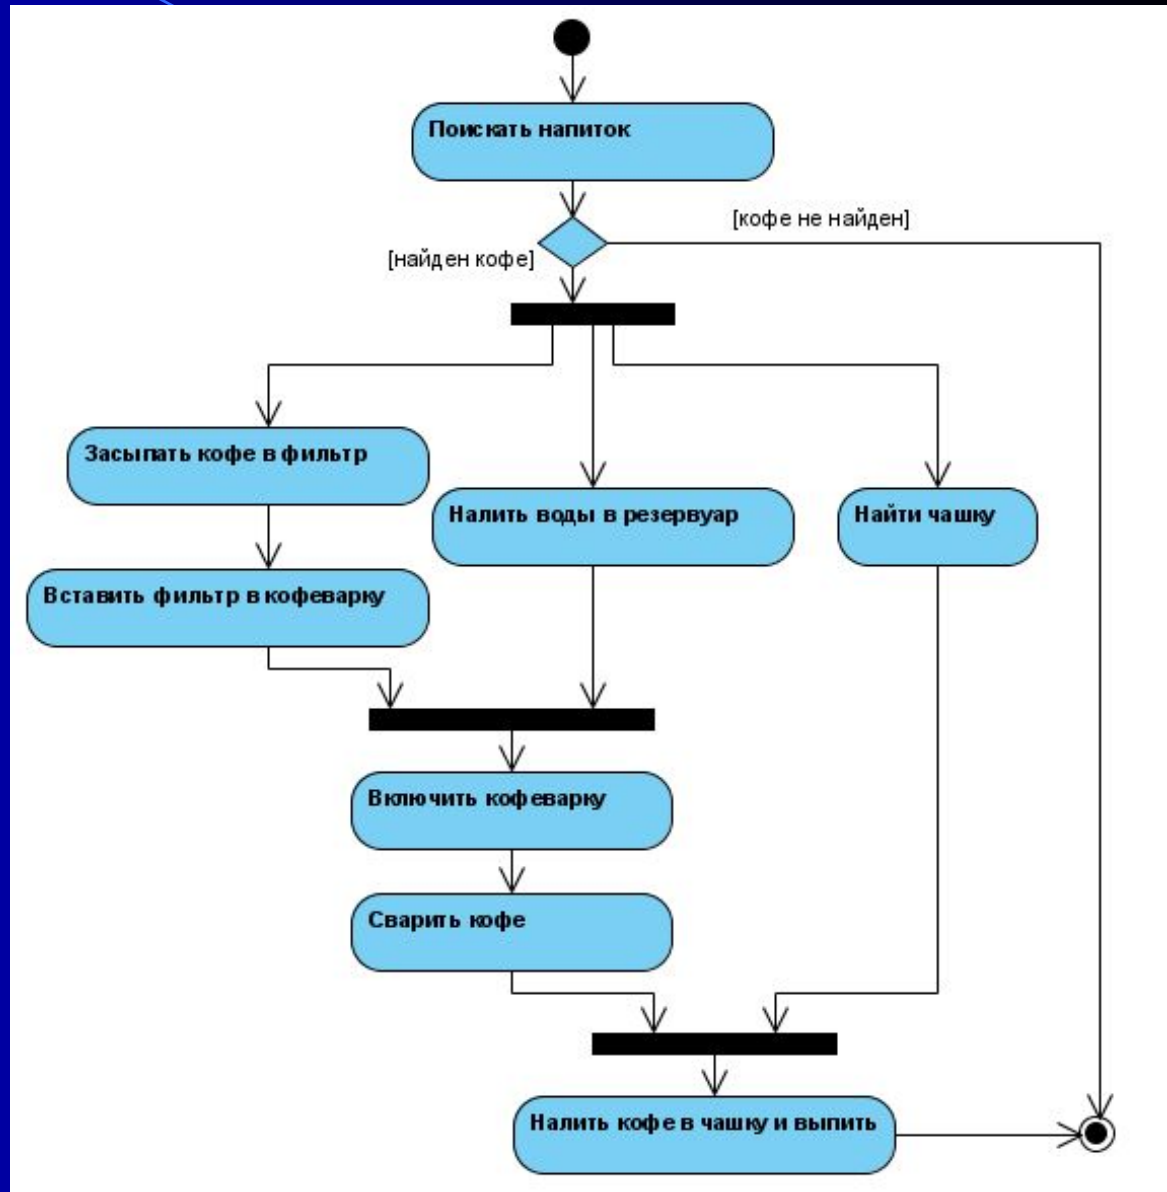 Поискать напиток
[кофе не найден]
[найден кофе]
Засыпать кофе в фильтр
Налить воды в резервуар
Найти чашку
Вставить фильтр в кофеварку
Включить кофеварку
Сварить кофе
Налить кофе в чашку и выпить